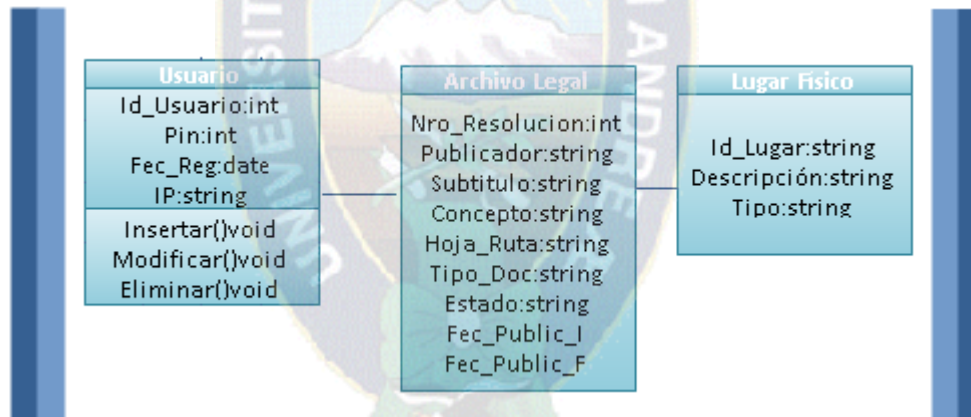 Usuario
Id_Usuario:int
Pin:int
Fec_Reg:date
IP:string
Insertar()void
Modificar()void
Eliminar()void
Archivo Legal
Nro_Resolucion:int
Publicador:string
Subtitulo:string
Concepto:string
Hoja_Ruta:string
Tipo_Doc:string
Estado:string
Fec_Public_I
Fec_Public_F
Lugar Físico
Id_Lugar:string
Descripción:string
Tipo:string